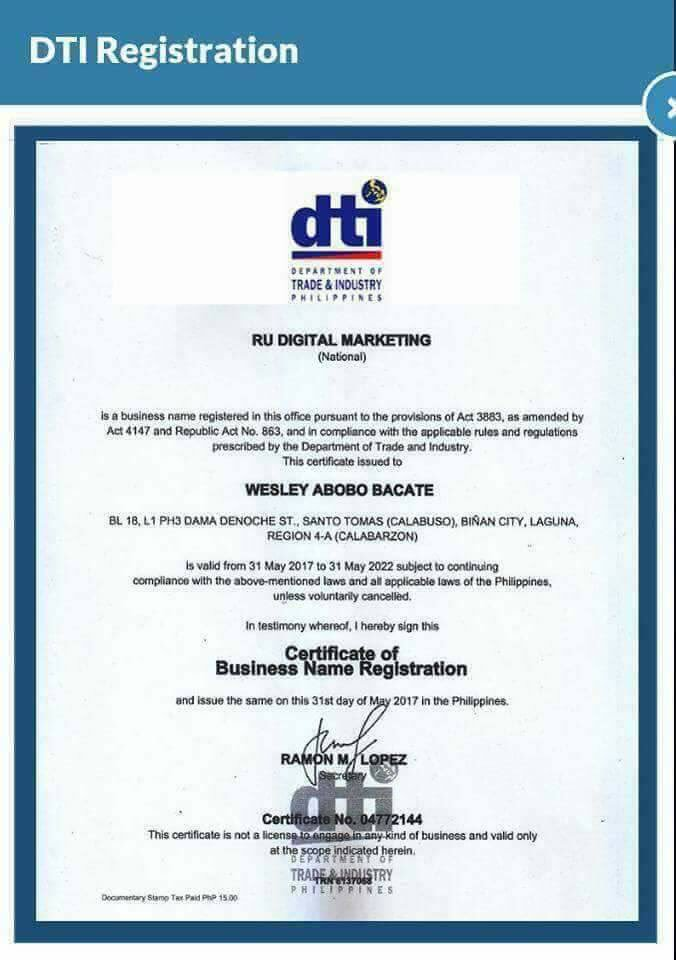 DTI Registration
dti
DEPARTMENT OF
TRADE & INDUSTRY
PHILIPPINES
RU DIGITAL MARKETING
(National)
is a business name registered in this office pursuant to the provisions of Act 3883, as amended by
Act 4147 and Republic Act No. 863, and in compliance with the applicable rules and regulations
prescribed by the Department of Trade and Industry.
This certificate issued to
WESLEY ABOBO BACATE
BL 18, L1 PH3 DAMA DENOCHE ST., SANTO TOMAS (CALABUSO), BIÑAN CITY, LAGUNA,
REGION 4-A (CALABARZON)
is valid from 31 May 2017 to 31 May 2022 subject to continuing
compliance with the above-mentioned laws and all applicable laws of the Philippines,
unless voluntarily cancelled.
In testimony whereof, I hereby sign this
Certificate of
Business Name Registration
and issue the same on this 31st day of May 2017 in the Philippines.
RAMON M. LOPEZ
Secretary
dti
Certificate No. 04772144
This certificate is not a license to engage in any kind of business and valid only
at the scope indicated herein.
DEPARTMENT OF
TRADE & INDUSTRY
TRN 6137068
PHILIPPINES
Documentary Stamp Tax Paid PhP 15.00